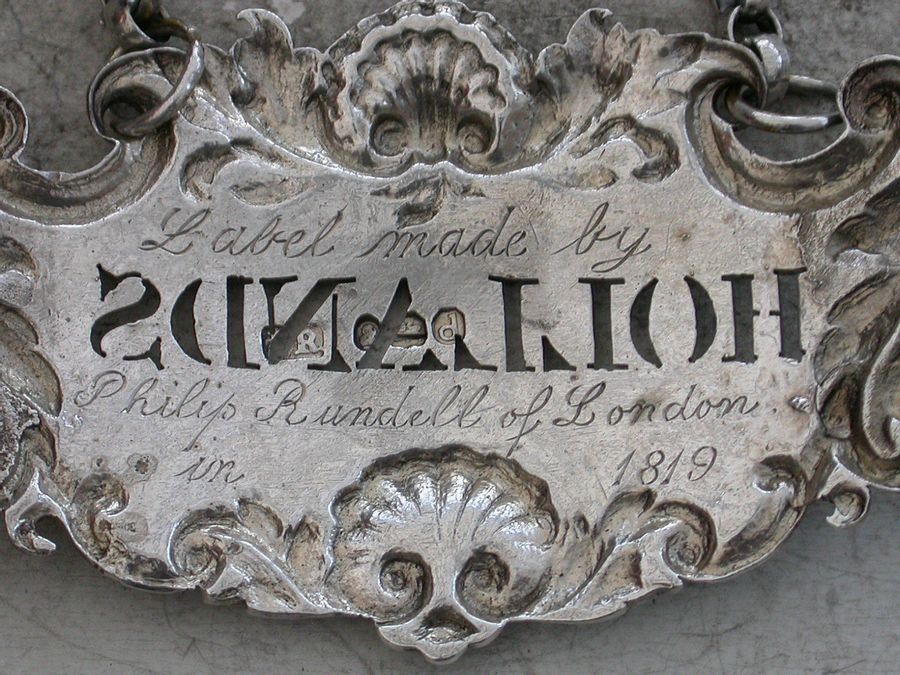 Label made by
HOLLANDS
Philip Rundell of London.
in 1819